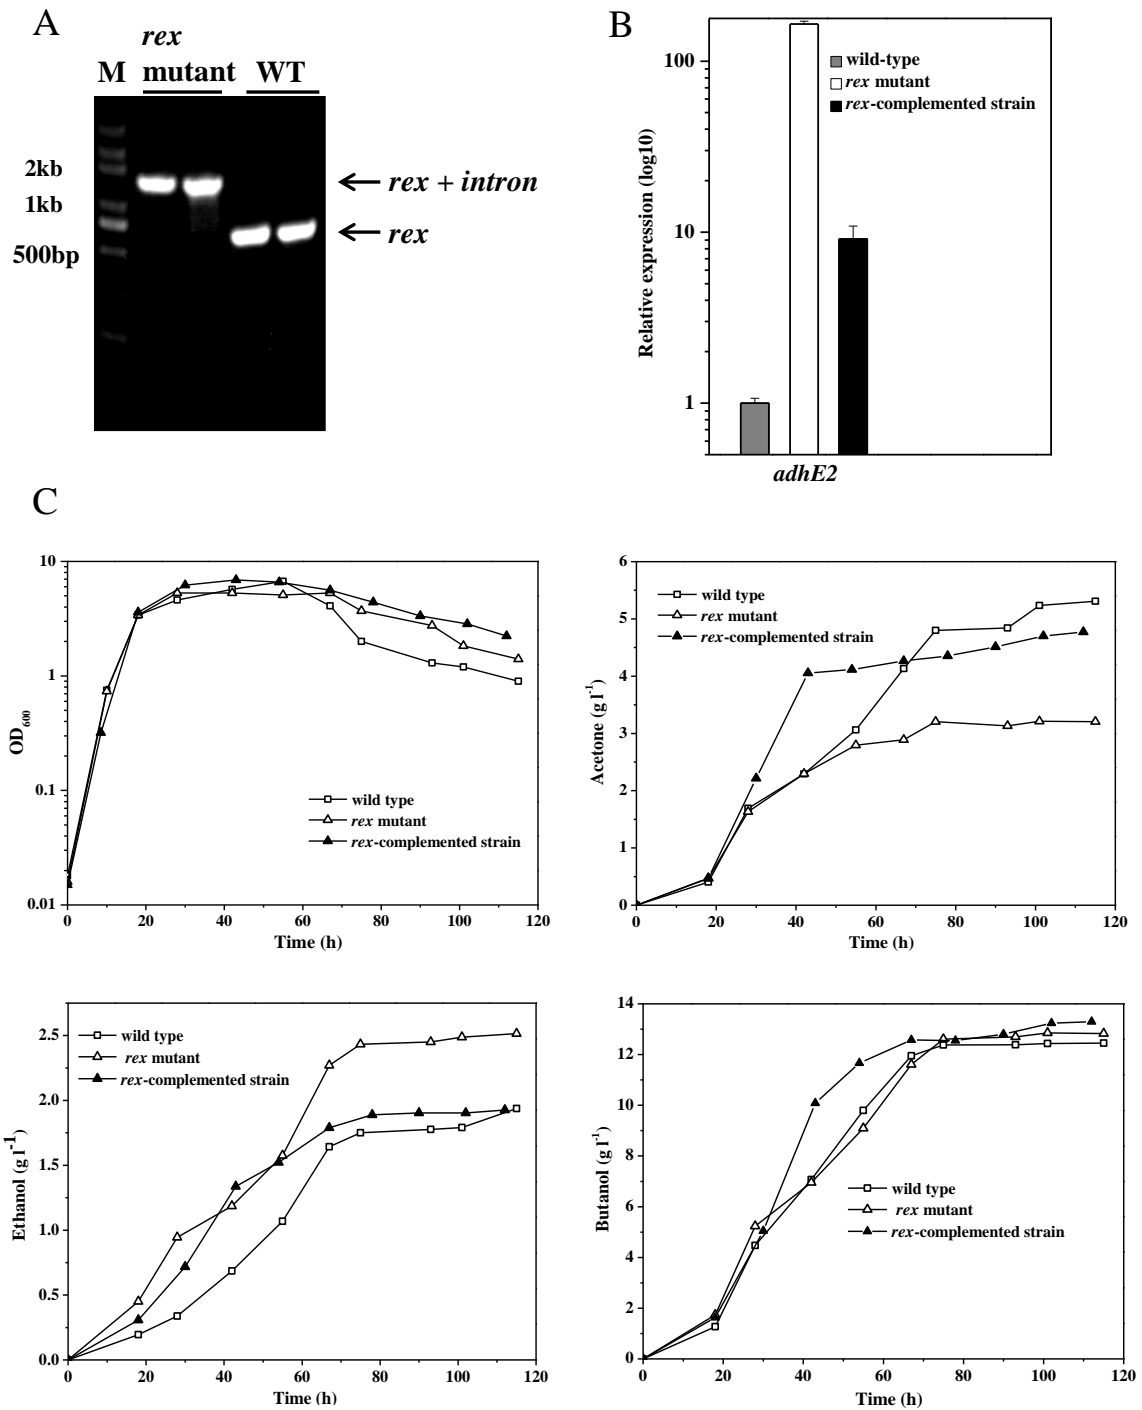 A
rex
M mutant WT
2kb
1kb
500bp
rex + intron
rex
B
Relative expression (log10)
100
10
1
wild-type
rex mutant
rex-complemented strain
adhE2
C
OD600
10
1
0.1
0.01
wild type
rex mutant
rex-complemented strain
0 20 40 60 80 100 120
Time (h)
Acetone (g l-1)
6
5
4
3
2
1
0
wild type
rex mutant
rex-complemented strain
0 20 40 60 80 100 120
Time (h)
Ethanol (g l-1)
2.5
2.0
1.5
1.0
0.5
0.0
wild type
rex mutant
rex-complemented strain
0 20 40 60 80 100 120
Time (h)
Butanol (g l-1)
14
12
10
8
6
4
2
0
wild type
rex mutant
rex-complemented strain
0 20 40 60 80 100 120
Time (h)